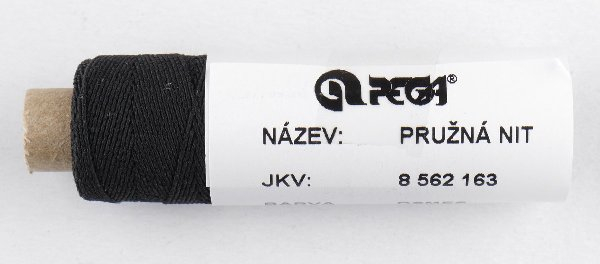 PEGA®
NÁZEV: PRUŽNÁ NIT
JKV: 8 562 163